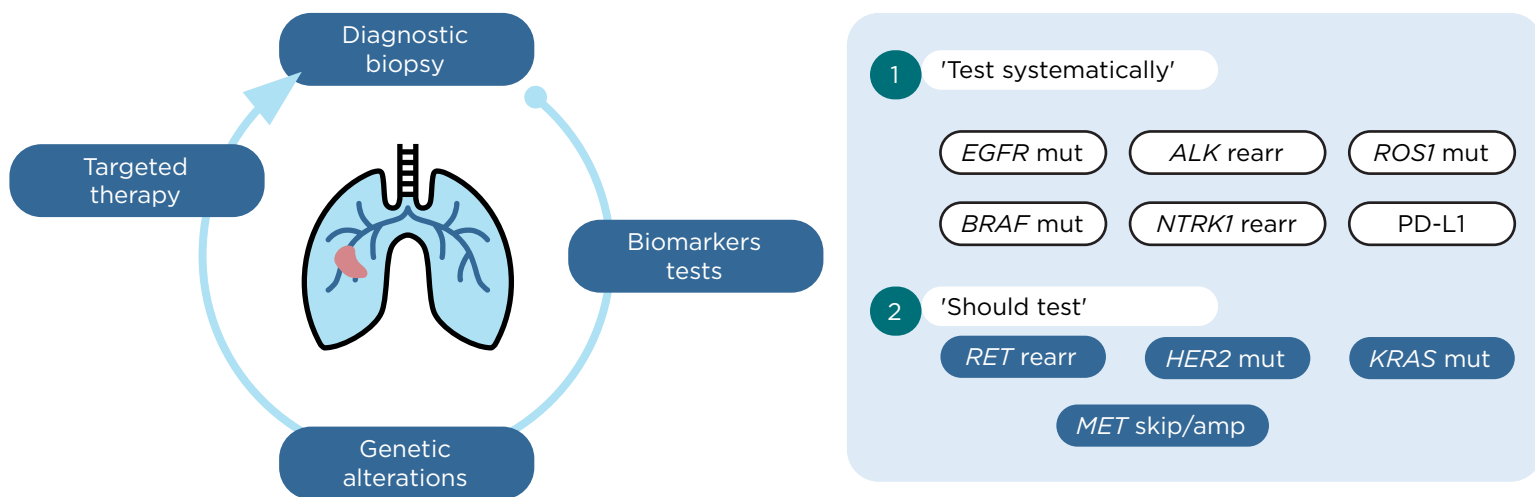 Diagnostic
biopsy
Targeted
therapy
Biomarkers
tests
Genetic
alterations
1
'Test systematically'
EGFR mut
ALK rearr
ROS1 mut
BRAF mut
NTRK1 rearr
PD-L1
2
'Should test'
RET rearr
HER2 mut
KRAS mut
MET skip/amp